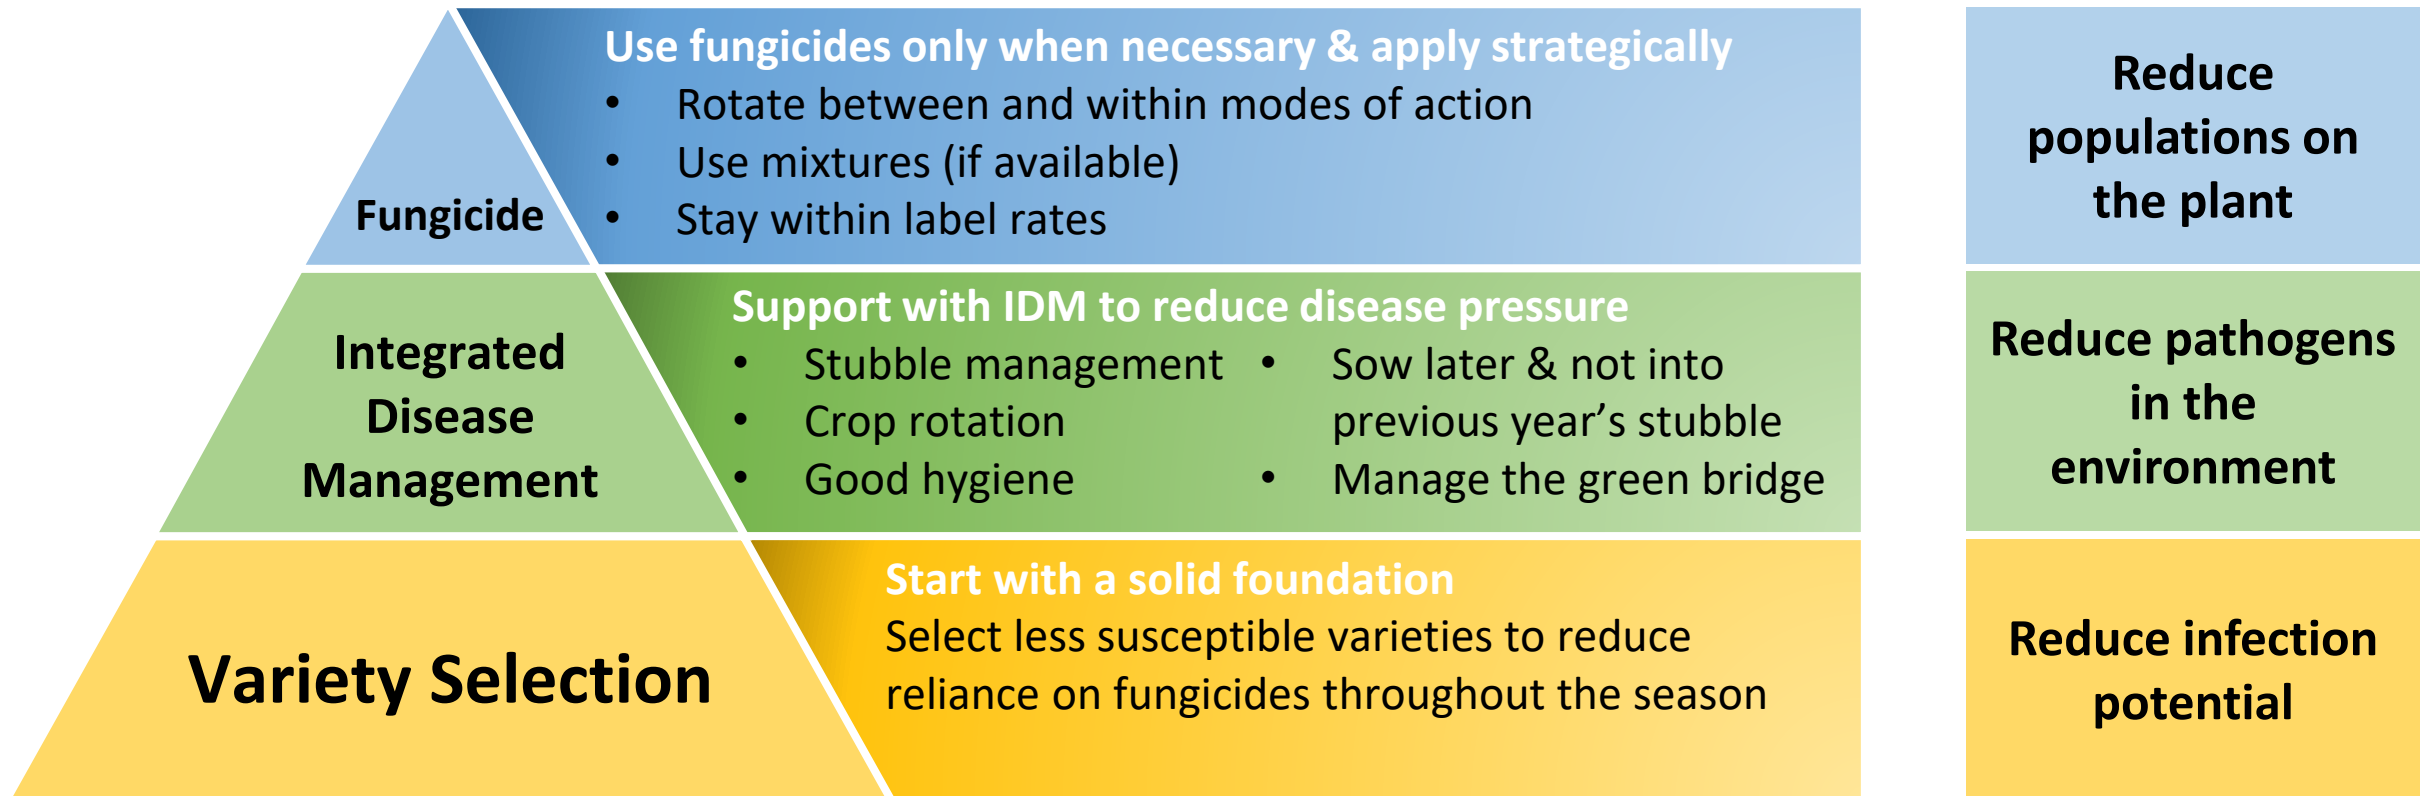 Fungicide
Use fungicides only when necessary & apply strategically
• Rotate between and within modes of action
• Use mixtures (if available)
• Stay within label rates
Reduce
populations on
the plant
Integrated
Disease
Management
Support with IDM to reduce disease pressure
• Stubble management
• Crop rotation
• Good hygiene
• Sow later & not into
previous year’s stubble
• Manage the green bridge
Reduce pathogens
in the
environment
Variety Selection
Start with a solid foundation
Select less susceptible varieties to reduce
reliance on fungicides throughout the season
Reduce infection
potential